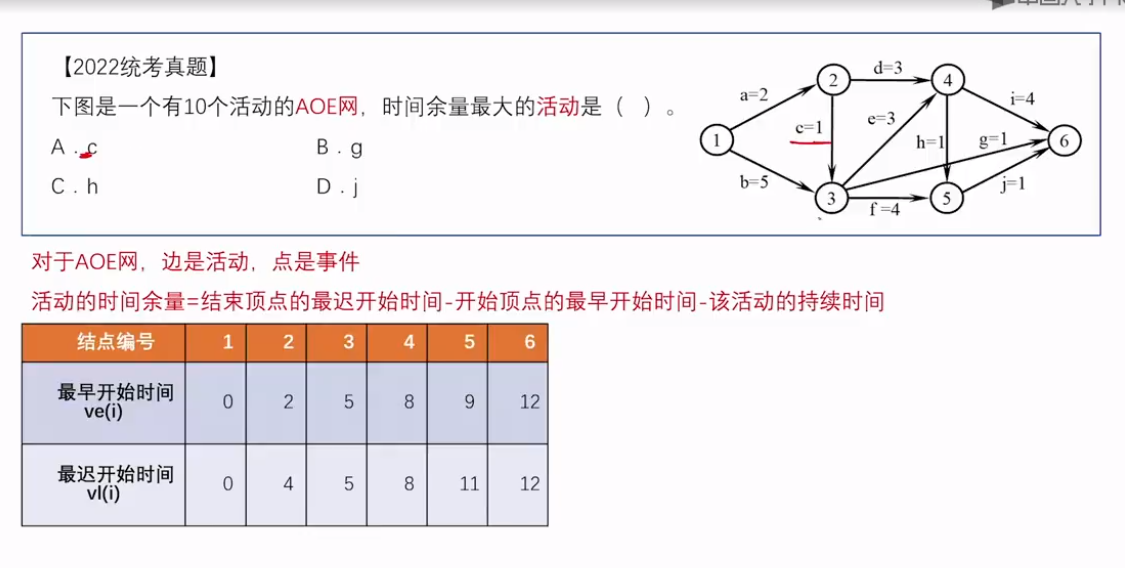 【2022统考真题】
下图是一个有10个活动的AOE网，时间余量最大的活动是（ ）。
A．c
B．g
C．h
D．j
a=2
b=5
c=1
d=3
e=3
f=4
g=1
h=1
i=4
j=1
1
2
3
4
5
6
对于AOE网，边是活动，点是事件
活动的时间余量=结束顶点的最迟开始时间-开始顶点的最早开始时间-该活动的持续时间
结点编号 1 2 3 4 5 6
最早开始时间
ve(i) 0 2 5 8 9 12
最迟开始时间
vl(i) 0 4 5 8 11 12